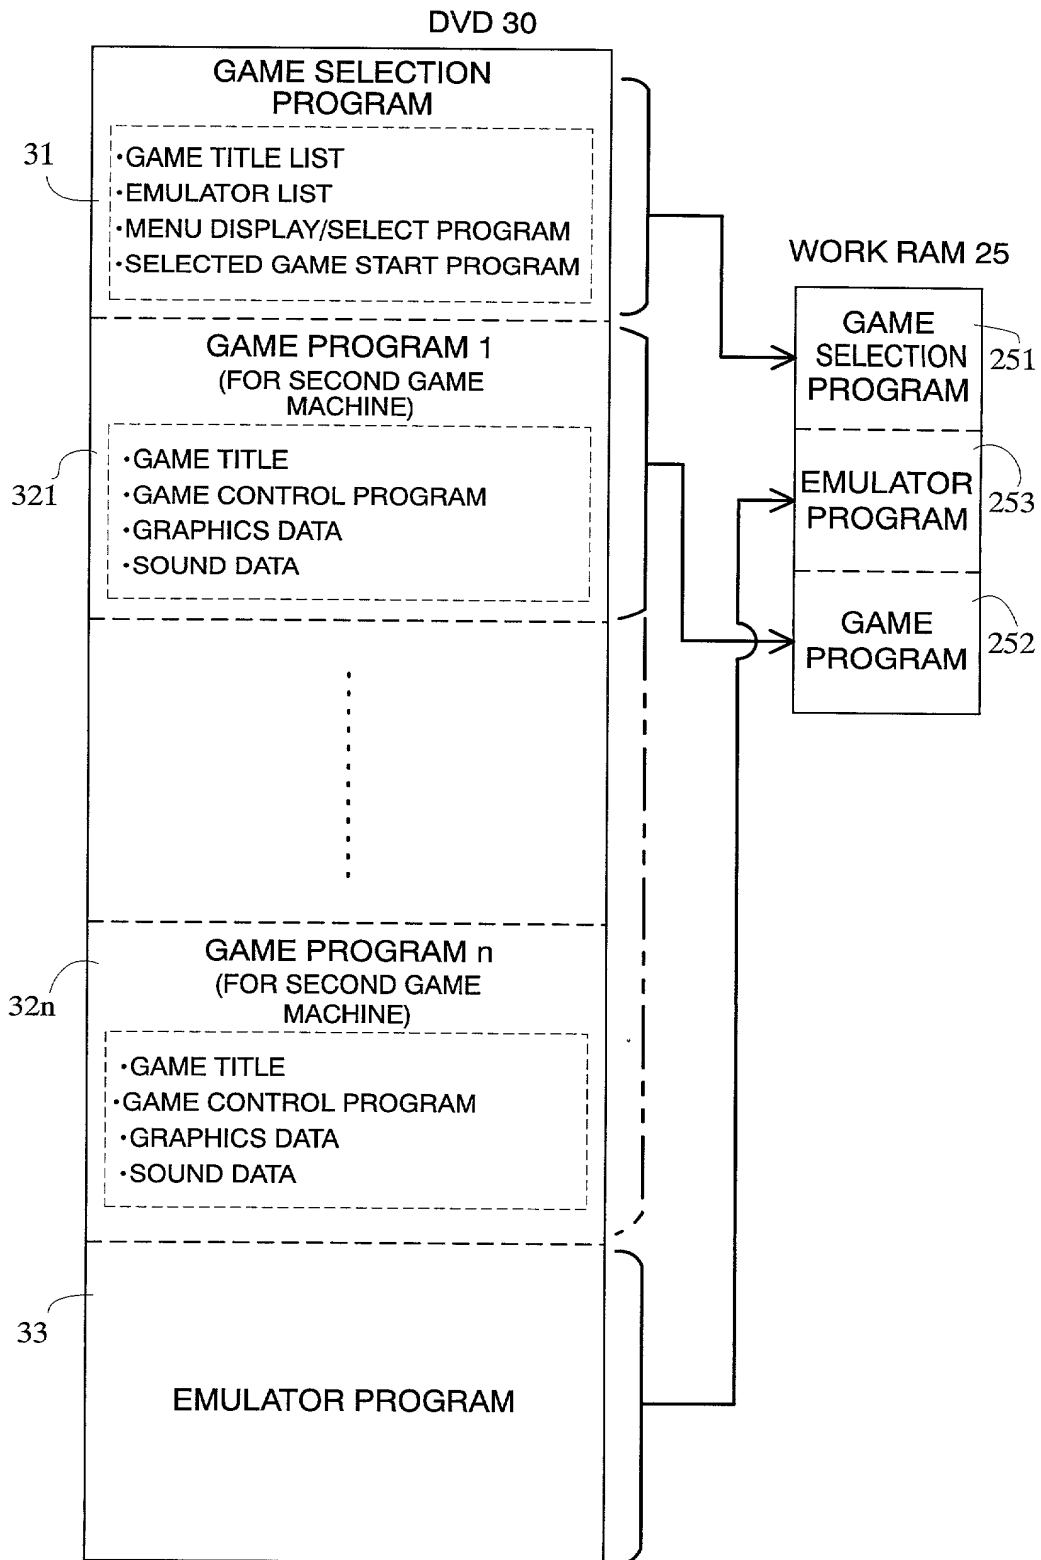 DVD 30
GAME SELECTION
PROGRAM
31
·GAME TITLE LIST
·EMULATOR LIST
·MENU DISPLAY/SELECT PROGRAM
·SELECTED GAME START PROGRAM
GAME PROGRAM 1
(FOR SECOND GAME
MACHINE)
321
·GAME TITLE
·GAME CONTROL PROGRAM
·GRAPHICS DATA
·SOUND DATA
GAME PROGRAM n
(FOR SECOND GAME
MACHINE)
32n
·GAME TITLE
·GAME CONTROL PROGRAM
·GRAPHICS DATA
·SOUND DATA
33
EMULATOR PROGRAM
WORK RAM 25
GAME
SELECTION
PROGRAM
251
EMULATOR
PROGRAM
253
GAME
PROGRAM
252